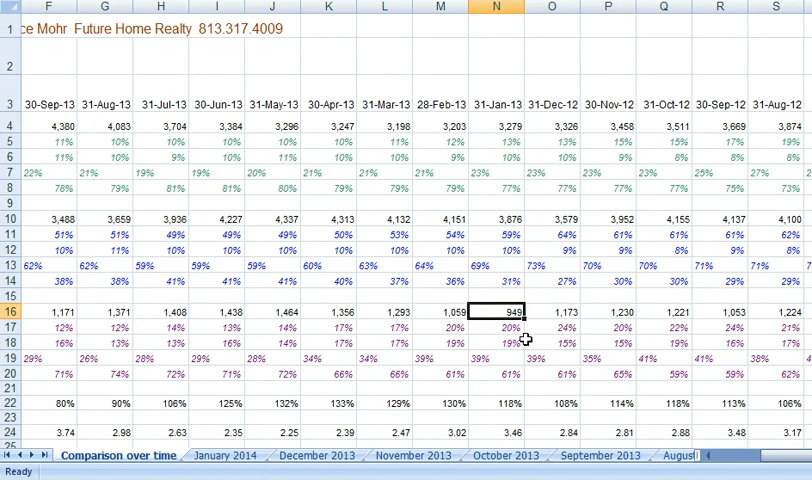 F G H I J K L M N O P Q R S
1 ce Mohr Future Home Realty 813.317.4009
2
3 30-Sep-13 31-Aug-13 31-Jul-13 30-Jun-13 31-May-13 30-Apr-13 31-Mar-13 28-Feb-13 31-Jan-13 31-Dec-12 30-Nov-12 31-Oct-12 30-Sep-12 31-Aug-12
4 4,380 4,083 3,704 3,384 3,296 3,247 3,198 3,203 3,279 3,326 3,458 3,511 3,669 3,874
5 11% 10% 10% 10% 10% 10% 11% 12% 13% 13% 15% 15% 17% 19%
6 11% 10% 9% 10% 11% 10% 10% 9% 10% 10% 9% 8% 8% 8%
7 22% 21% 19% 19% 20% 21% 21% 21% 23% 23% 23% 23% 25% 27%
8 78% 79% 81% 81% 80% 79% 79% 79% 77% 77% 77% 77% 75% 73%
9
10 3,488 3,659 3,936 4,227 4,337 4,313 4,132 4,151 3,876 3,579 3,952 4,155 4,137 4,100
11 51% 51% 49% 49% 49% 50% 53% 54% 59% 64% 61% 61% 61% 62%
12 10% 11% 10% 10% 10% 10% 10% 10% 10% 9% 9% 8% 9% 8%
13 62% 62% 59% 59% 59% 60% 63% 64% 69% 73% 70% 70% 71% 71%
14 38% 38% 41% 41% 41% 40% 37% 36% 31% 27% 30% 30% 29% 29%
15
16 1,171 1,371 1,408 1,438 1,464 1,356 1,293 1,059 949 1,173 1,230 1,221 1,053 1,224
17 12% 12% 14% 13% 14% 17% 17% 20% 20% 24% 20% 22% 24% 21%
18 16% 13% 13% 16% 14% 17% 17% 19% 19% 15% 15% 19% 16% 17%
19 29% 26% 28% 29% 28% 34% 34% 39% 39% 39% 35% 41% 41% 38%
20 71% 74% 72% 71% 72% 66% 66% 61% 61% 61% 65% 59% 59% 62%
21
22 80% 90% 106% 125% 132% 133% 129% 130% 118% 108% 114% 118% 113% 106%
23
24 3.74 2.98 2.63 2.35 2.25 2.39 2.47 3.02 3.46 2.84 2.81 2.88 3.48 3.17
25
Comparison over time January 2014 December 2013 November 2013 October 2013 September 2013 August
Ready